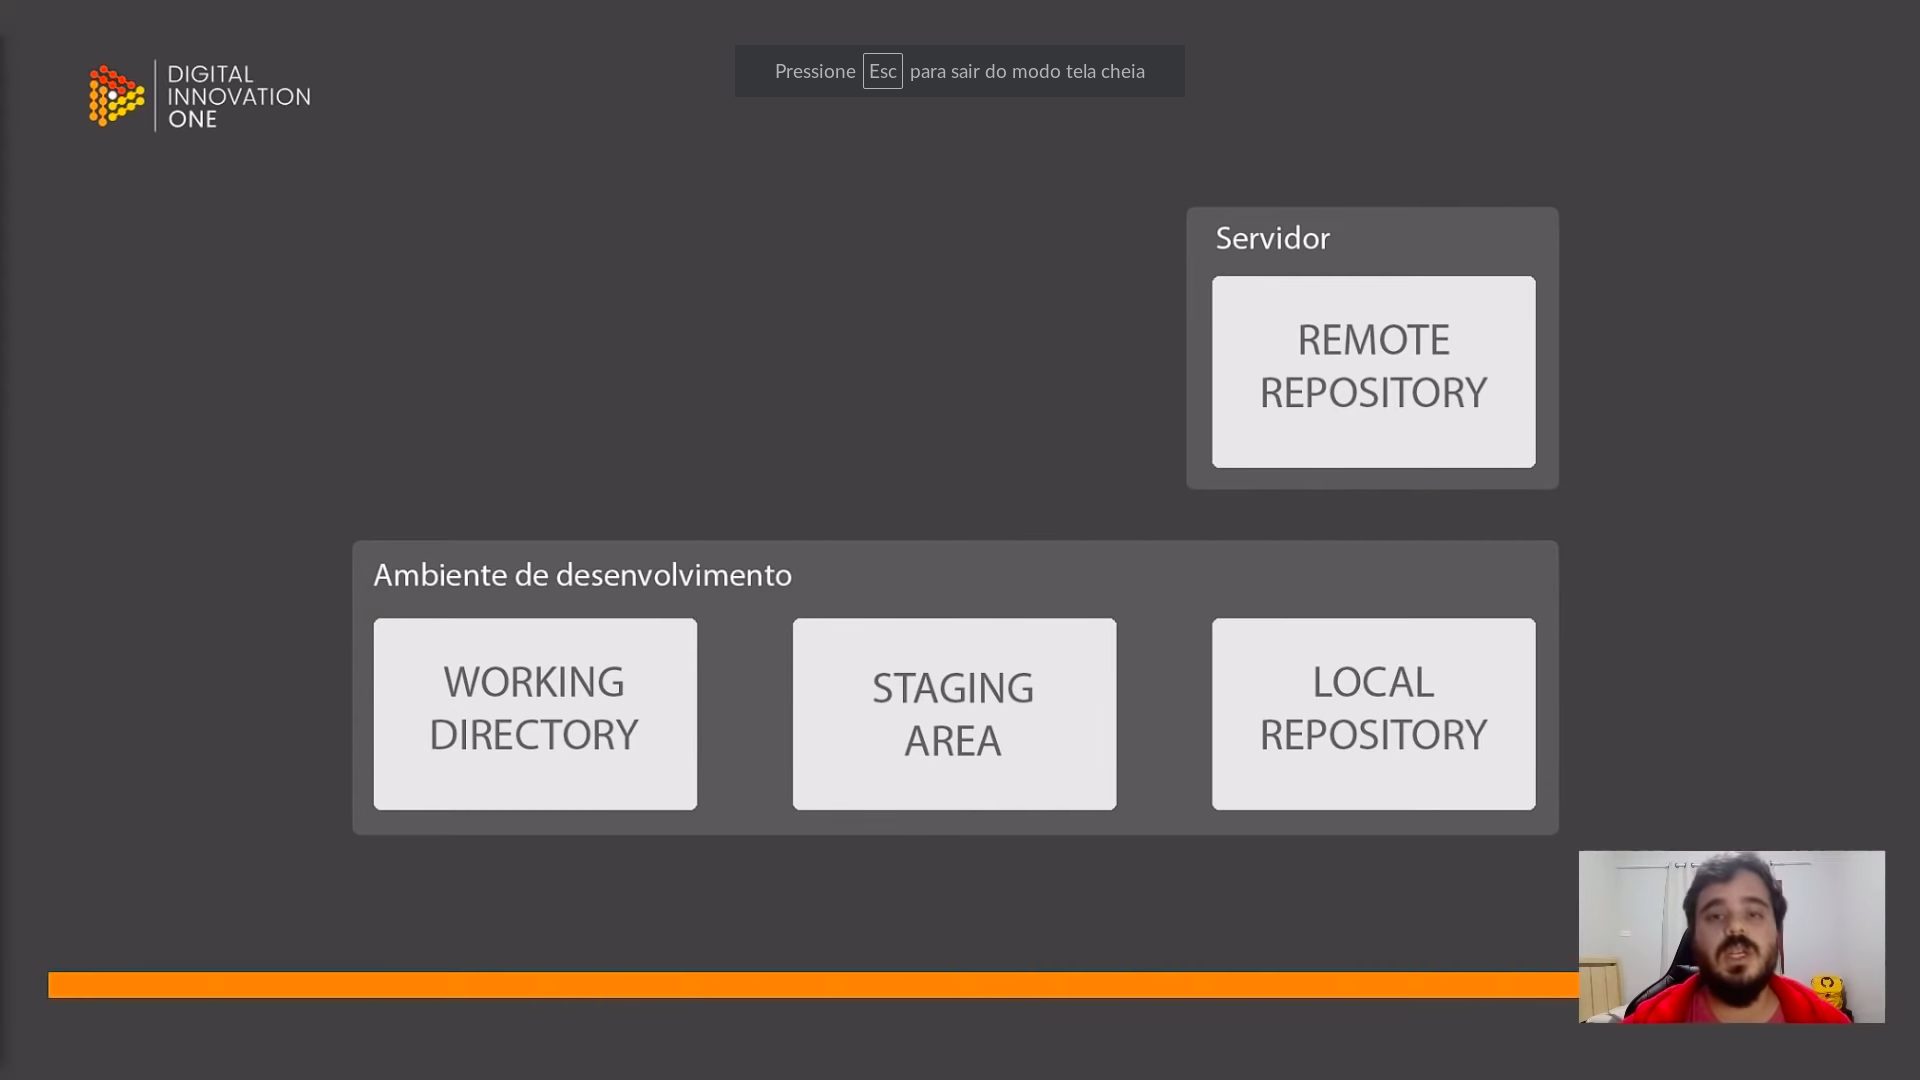 DIGITAL
INNOVATION
ONE
Pressione Esc para sair do modo tela cheia
Servidor
REMOTE
REPOSITORY
Ambiente de desenvolvimento
WORKING
DIRECTORY
STAGING
AREA
LOCAL
REPOSITORY